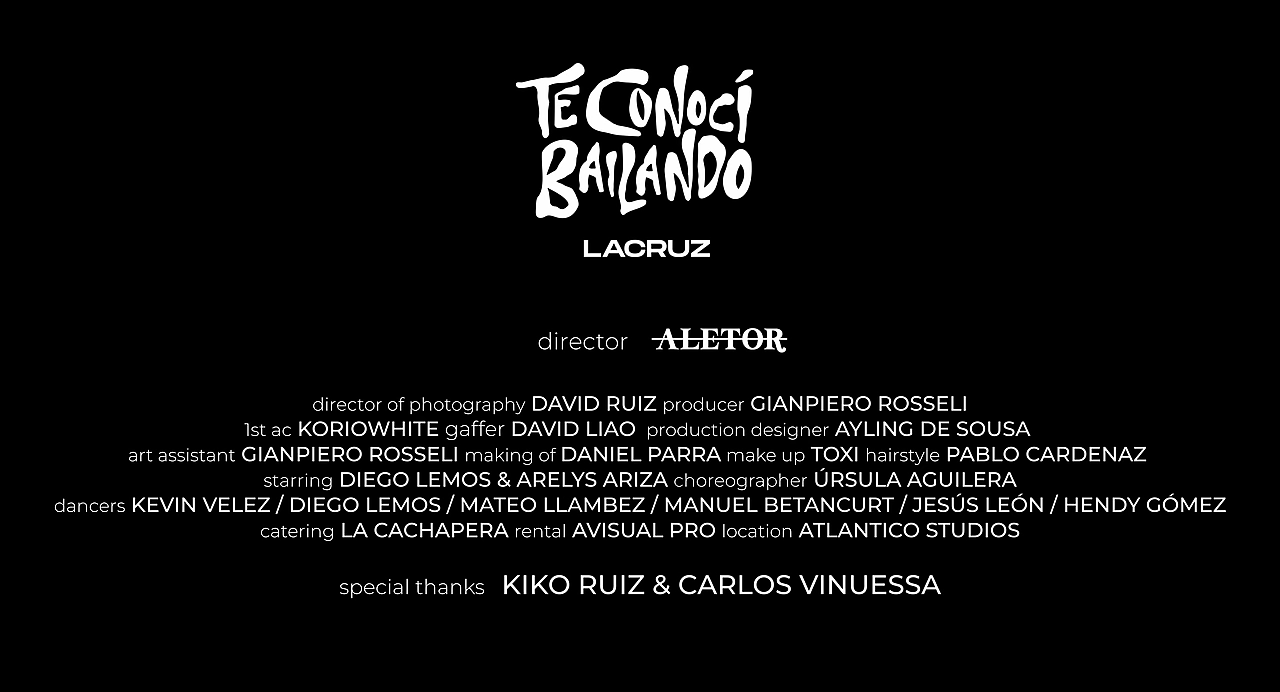 TE CONOCÍ
BAILANDO
LACRUZ
director ALETOR
director of photography DAVID RUIZ producer GIANPIERO ROSSELI
1st ac KORIOWHITE gaffer DAVID LIAO production designer AYLING DE SOUSA
art assistant GIANPIERO ROSSELI making of DANIEL PARRA make up TOXI hairstyle PABLO CARDENAZ
starring DIEGO LEMOS & ARELYS ARIZA choreographer ÚRSULA AGUILERA
dancers KEVIN VELEZ / DIEGO LEMOS / MATEO LLAMBEZ / MANUEL BETANCURT / JESÚS LEÓN / HENDY GÓMEZ
catering LA CACHAPERA rental AVISUAL PRO location ATLANTICO STUDIOS
special thanks KIKO RUIZ & CARLOS VINUESSA